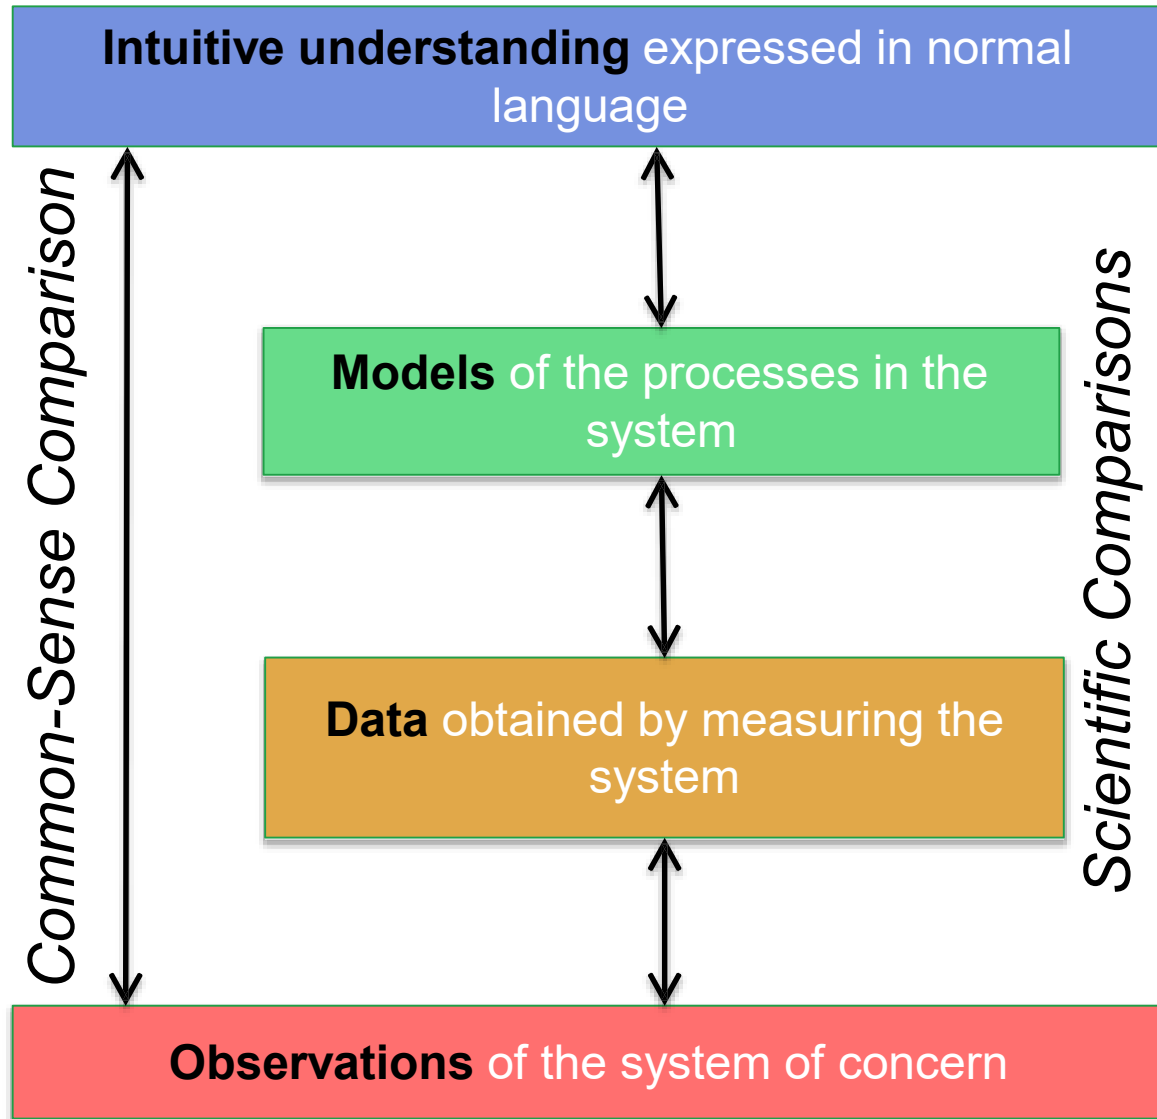 Intuitive understanding expressed in normal
language
Common-Sense Comparison
Models of the processes in the
system
Scientific Comparisons
Data obtained by measuring the
system
Observations of the system of concern